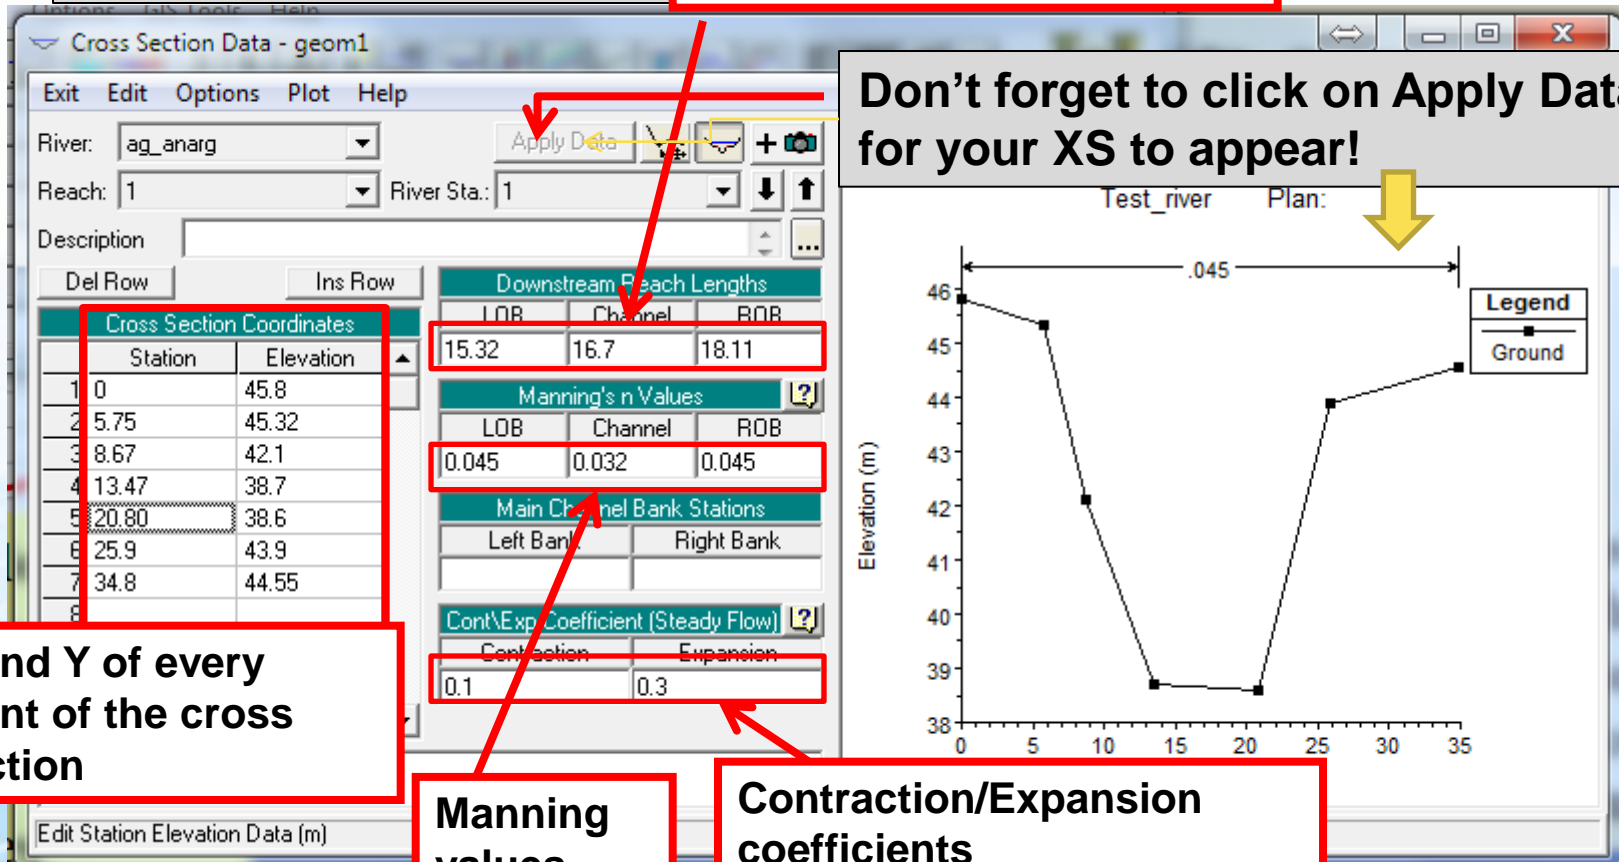 Options GIS Tools Help
Cross Section Data - geom1
Exit Edit Options Plot Help
Don't forget to click on Apply Data
for your XS to appear!
River: ag_anarg
Apply Data
Reach: 1 River Sta.: 1
Description
...
Del Row Ins Row
Cross Section Coordinates
Station Elevation
1 0 45.8
2 5.75 45.32
3 8.67 42.1
4 13.47 38.7
5 20.80 38.6
6 25.9 43.9
7 34.8 44.55
8
Downstream Reach Lengths
LOB Channel ROB
15.32 16.7 18.11
Manning's n Values
LOB Channel ROB
0.045 0.032 0.045
Main Channel Bank Stations
Left Bank Right Bank
Cont\Exp Coefficient (Steady Flow)
Contraction Expansion
0.1 0.3
nd Y of every
nt of the cross
ction
Manning
values
Contraction/Expansion
coefficients
Edit Station Elevation Data (m)
Test_river Plan:
.045
Legend
Ground
Elevation (m)
46
45
44
43
42
41
40
39
38
0 5 10 15 20 25 30 35